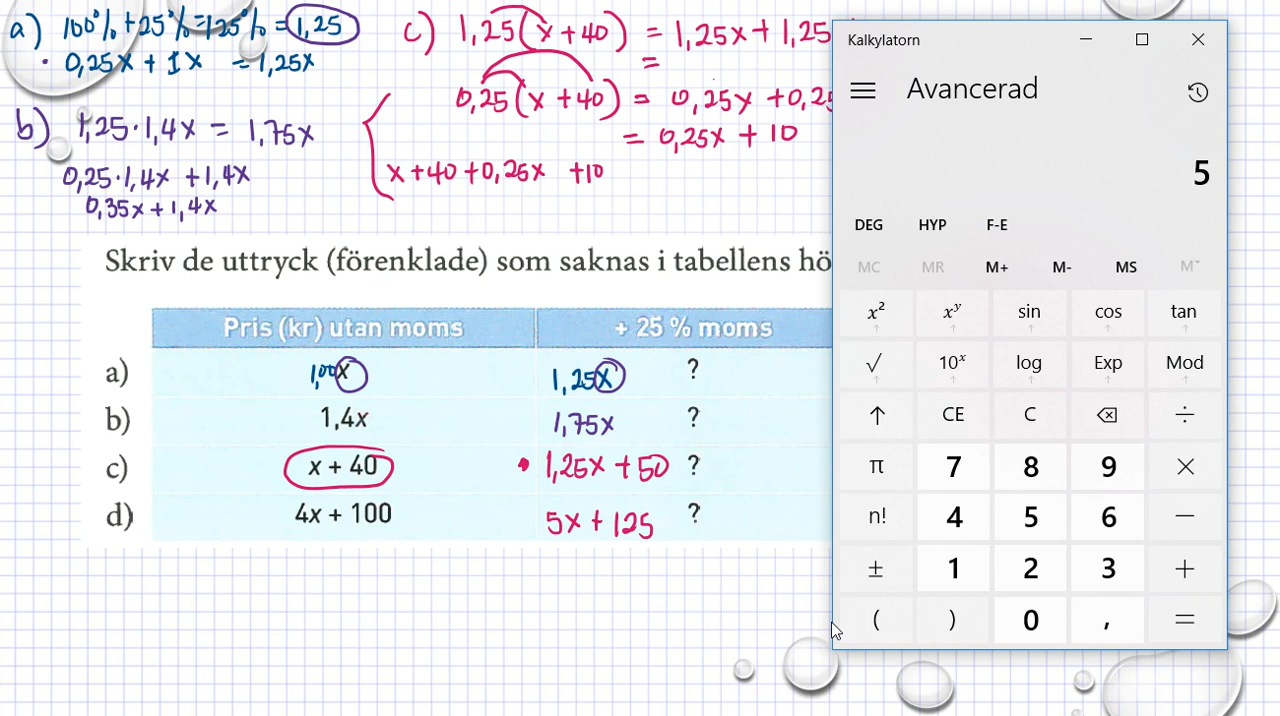 a) 100% + 25% = 125% = 1,25
· 0,25x + 1x = 1,25x
b) 1,25 · 1,4x = 1,75x
0,25 · 1,4x + 1,4x
0,35x + 1,4x
c) 1,25(x + 40) = 1,25x + 1,25
=
0,25(x + 40) = 0,25x + 0,25
= 0,25x + 10
x + 40 + 0,25x + 10
Skriv de uttryck (förenklade) som saknas i tabellens hö
Pris (kr) utan moms + 25 % moms
a) 1,00x 1,25x ?
b) 1,4x 1,75x ?
c) x + 40 · 1,25x + 50 ?
d) 4x + 100 5x + 125 ?
Kalkylatorn
Avancerad
5
DEG HYP F-E
MC MR M+ M- MS M˅
x² xʸ sin cos tan
√ 10ˣ log Exp Mod
↑ CE C ⌫ ÷
π 7 8 9 ×
n! 4 5 6 −
± 1 2 3 +
( ) 0 , =